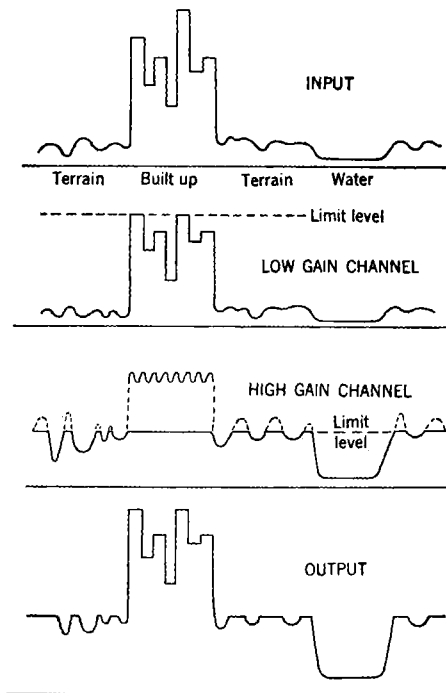 INPUT
Terrain Built up Terrain Water
Limit level
LOW GAIN CHANNEL
HIGH GAIN CHANNEL
Limit
level
OUTPUT